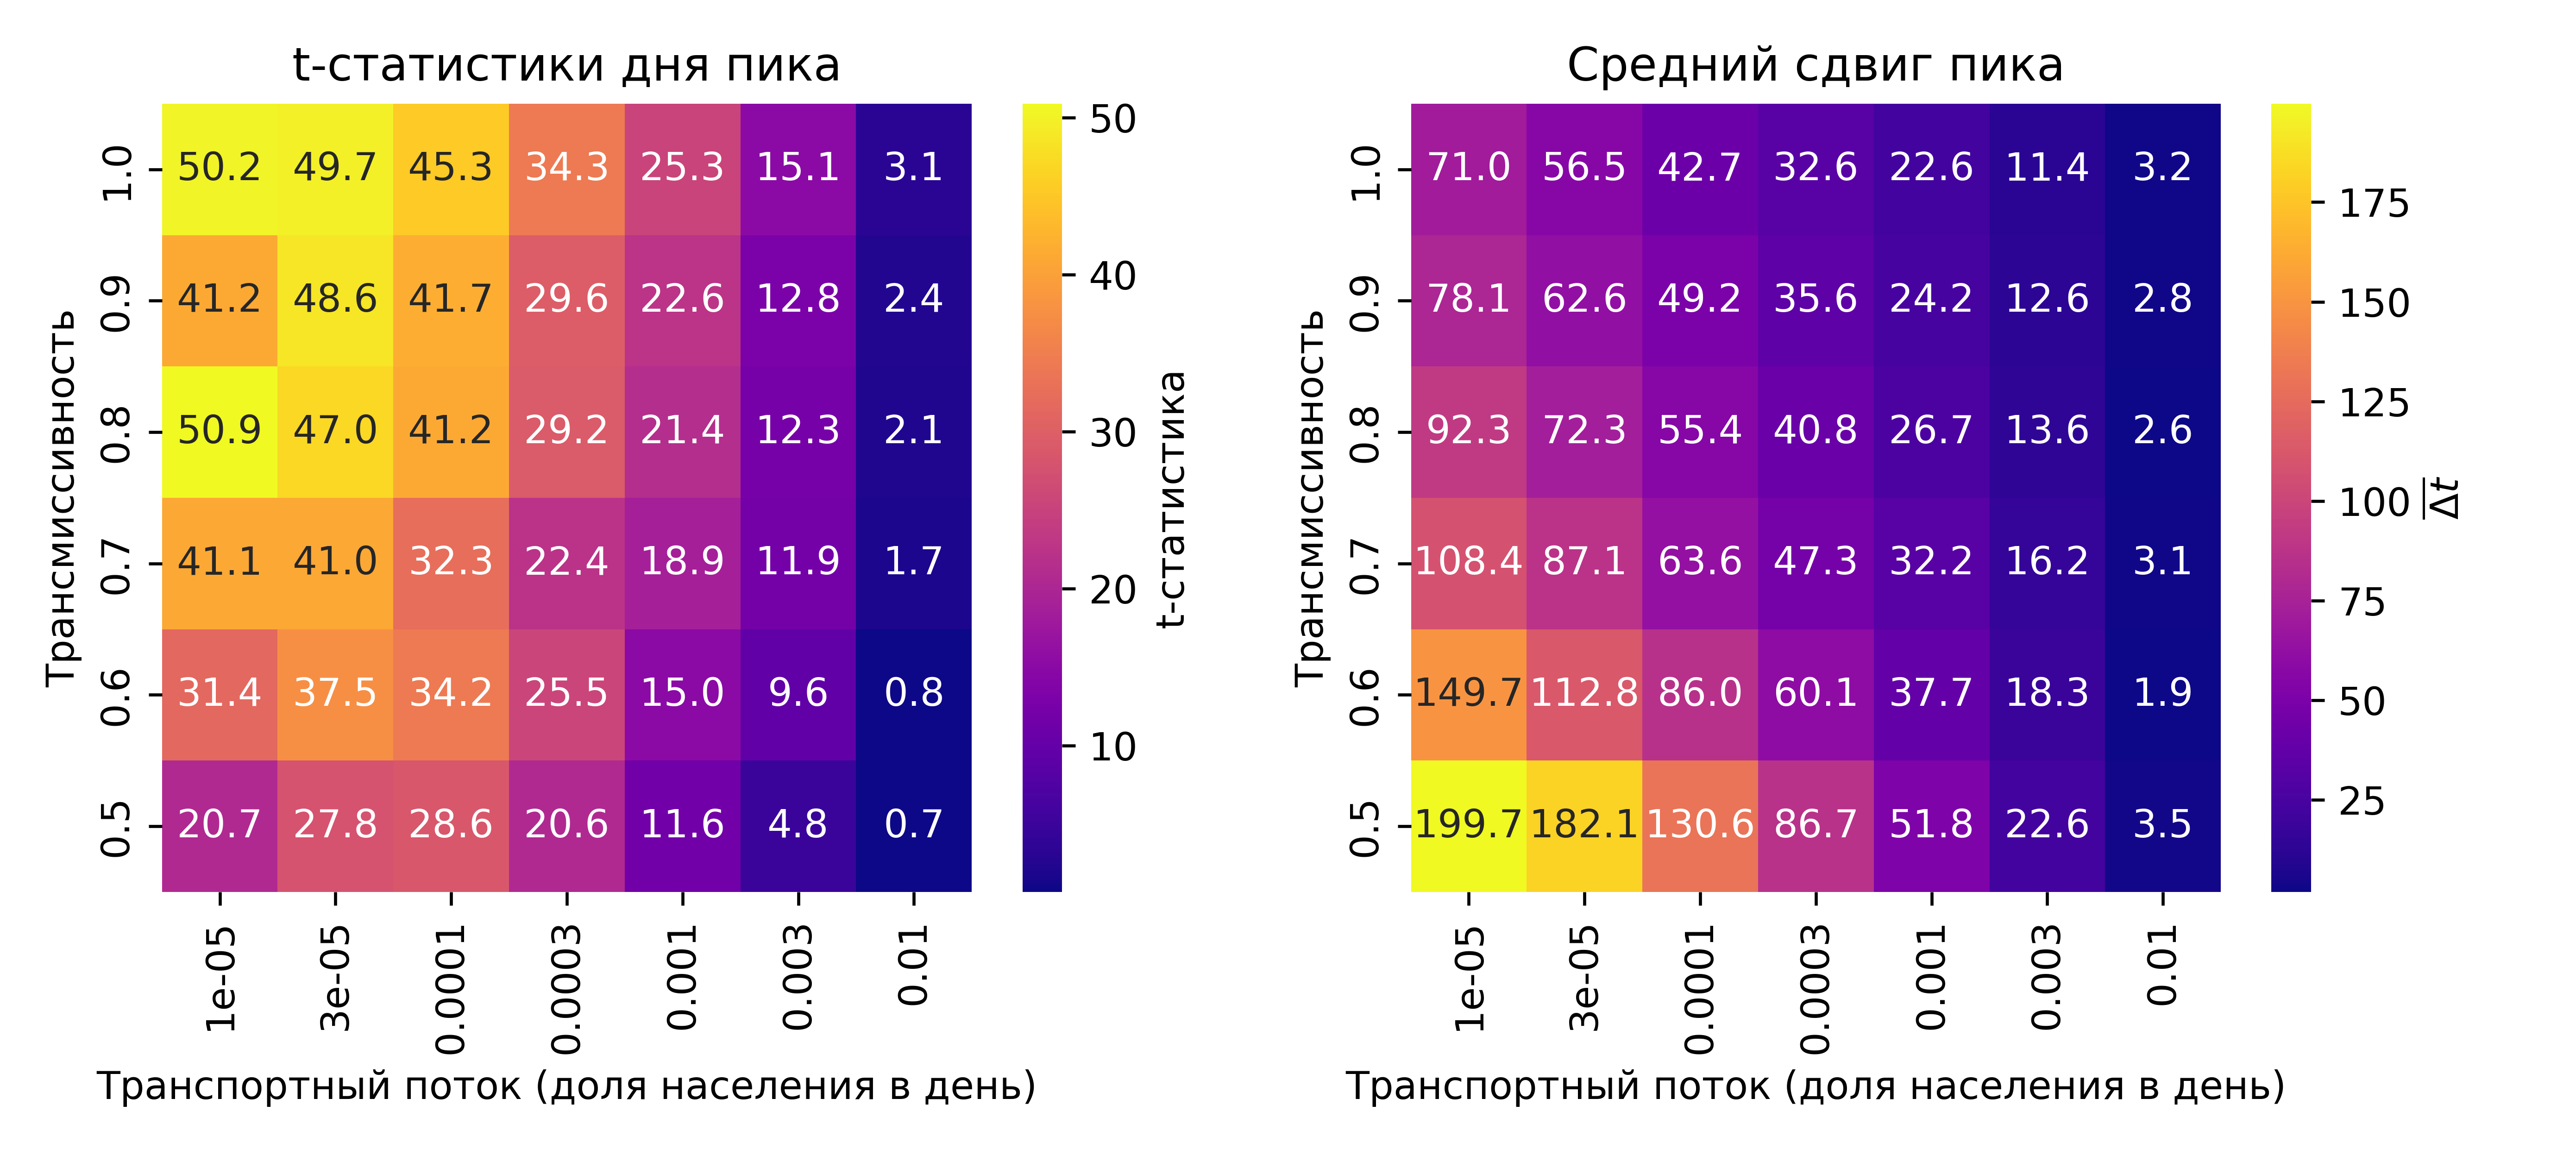 t-статистики дня пика
Трансмиссивность
1.0 50.2 49.7 45.3 34.3 25.3 15.1 3.1
0.9 41.2 48.6 41.7 29.6 22.6 12.8 2.4
0.8 50.9 47.0 41.2 29.2 21.4 12.3 2.1
0.7 41.1 41.0 32.3 22.4 18.9 11.9 1.7
0.6 31.4 37.5 34.2 25.5 15.0 9.6 0.8
0.5 20.7 27.8 28.6 20.6 11.6 4.8 0.7
1e-05 3e-05 0.0001 0.0003 0.001 0.003 0.01
Транспортный поток (доля населения в день)
50
40
30
20
10
t-статистика
Средний сдвиг пика
Трансмиссивность
1.0 71.0 56.5 42.7 32.6 22.6 11.4 3.2
0.9 78.1 62.6 49.2 35.6 24.2 12.6 2.8
0.8 92.3 72.3 55.4 40.8 26.7 13.6 2.6
0.7 108.4 87.1 63.6 47.3 32.2 16.2 3.1
0.6 149.7 112.8 86.0 60.1 37.7 18.3 1.9
0.5 199.7 182.1 130.6 86.7 51.8 22.6 3.5
1e-05 3e-05 0.0001 0.0003 0.001 0.003 0.01
Транспортный поток (доля населения в день)
175
150
125
100
75
50
25
Δt